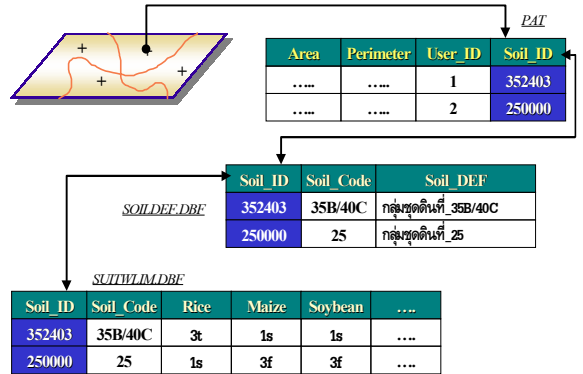 PAT
Area Perimeter User_ID Soil_ID
..... ..... 1 352403
..... ..... 2 250000
Soil_ID Soil_Code Soil_DEF
SOILDEF.DBF 352403 35B/40C กลุ่มชุดดินที่_35B/40C
250000 25 กลุ่มชุดดินที่_25
SUITWLIM.DBF
Soil_ID Soil_Code Rice Maize Soybean ....
352403 35B/40C 3t 1s 1s ....
250000 25 1s 3f 3f ....